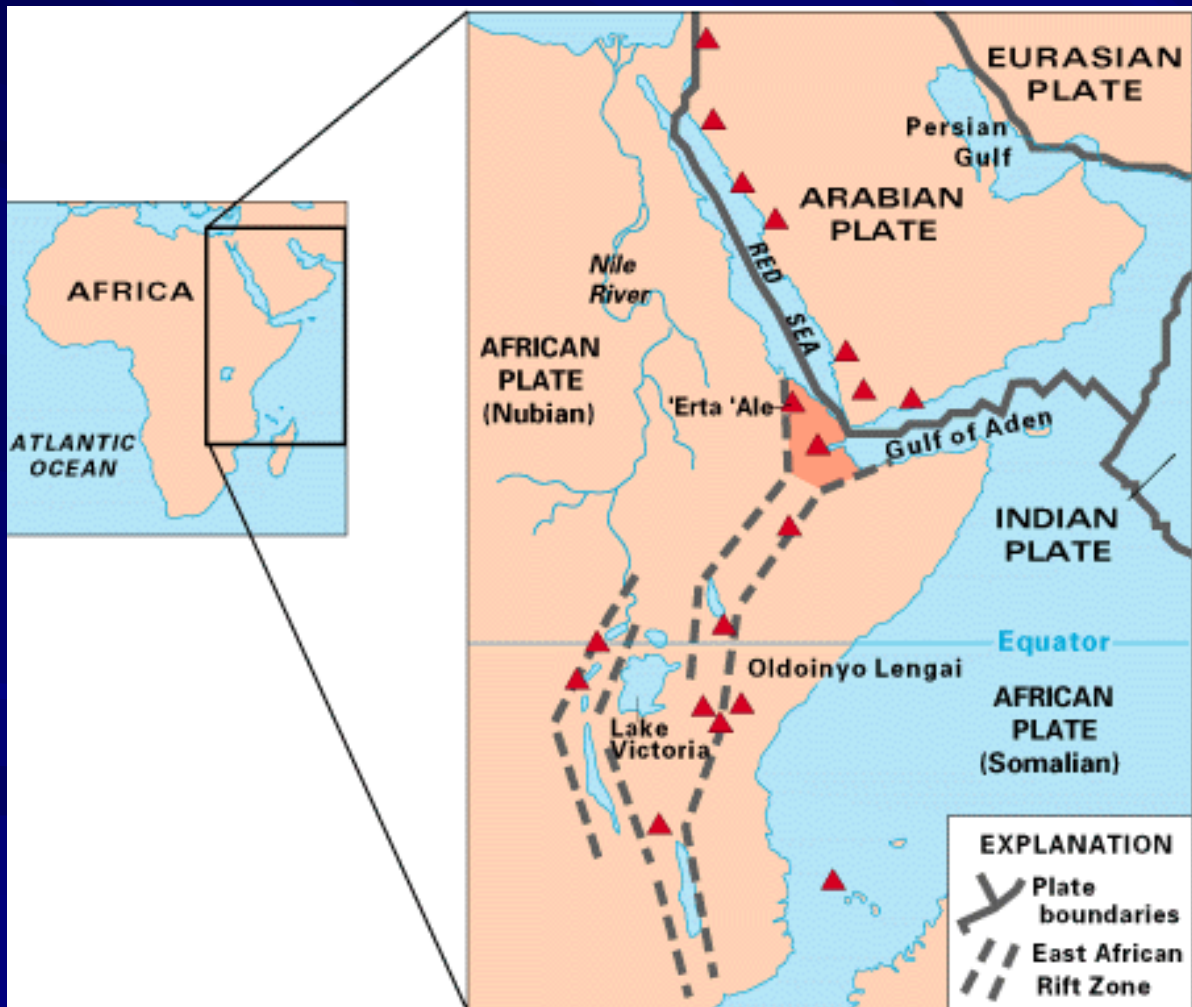 AFRICA
ATLANTIC
OCEAN
EURASIAN
PLATE
Persian
Gulf
ARABIAN
PLATE
RED
SEA
Nile
River
AFRICAN
PLATE
(Nubian)
'Erta 'Ale
Gulf of Aden
INDIAN
PLATE
Equator
Oldoinyo Lengai
Lake
Victoria
AFRICAN
PLATE
(Somalian)
EXPLANATION
Plate
boundaries
East African
Rift Zone